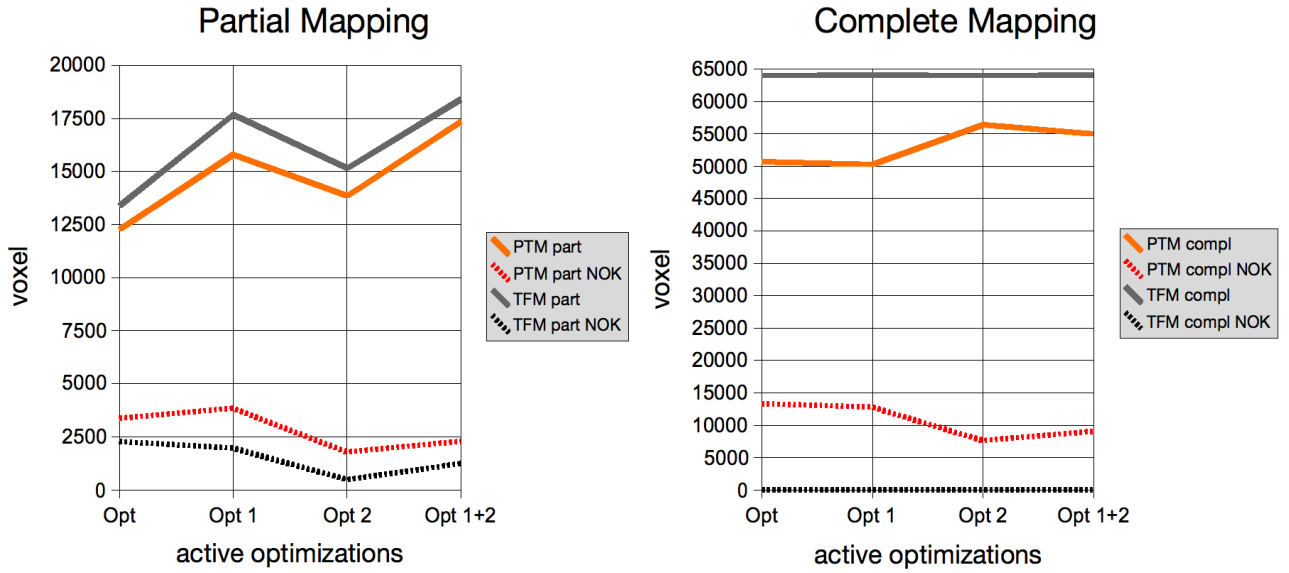 Partial Mapping
20000
17500
15000
12500
10000
7500
5000
2500
0
voxel
Opt Opt 1 Opt 2 Opt 1+2
active optimizations
PTM part
PTM part NOK
TFM part
TFM part NOK
Complete Mapping
65000
60000
55000
50000
45000
40000
35000
30000
25000
20000
15000
10000
5000
0
voxel
Opt Opt 1 Opt 2 Opt 1+2
active optimizations
PTM compl
PTM compl NOK
TFM compl
TFM compl NOK